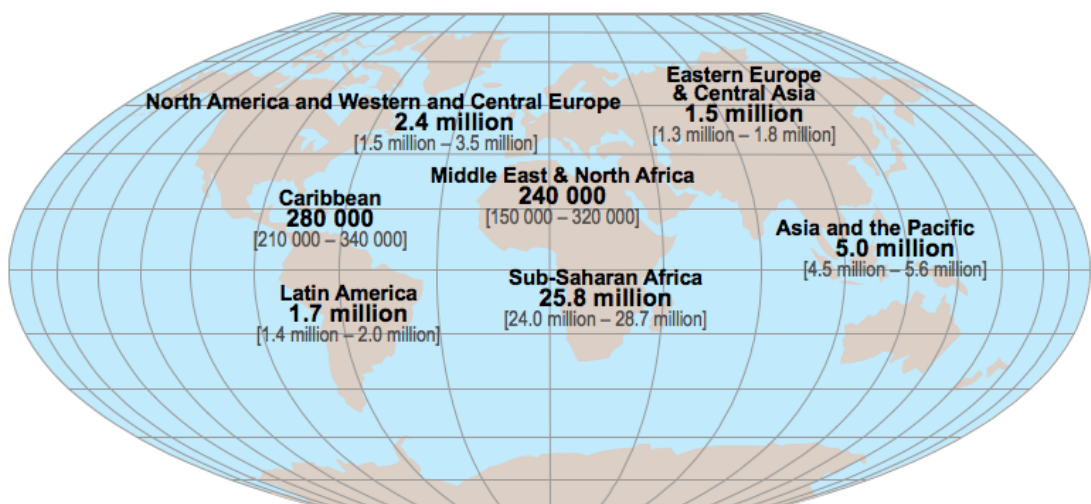 Eastern Europe
& Central Asia
1.5 million
[1.3 million – 1.8 million]
North America and Western and Central Europe
2.4 million
[1.5 million – 3.5 million]
Middle East & North Africa
240 000
[150 000 – 320 000]
Caribbean
280 000
[210 000 – 340 000]
Asia and the Pacific
5.0 million
[4.5 million – 5.6 million]
Sub-Saharan Africa
25.8 million
[24.0 million – 28.7 million]
Latin America
1.7 million
[1.4 million – 2.0 million]